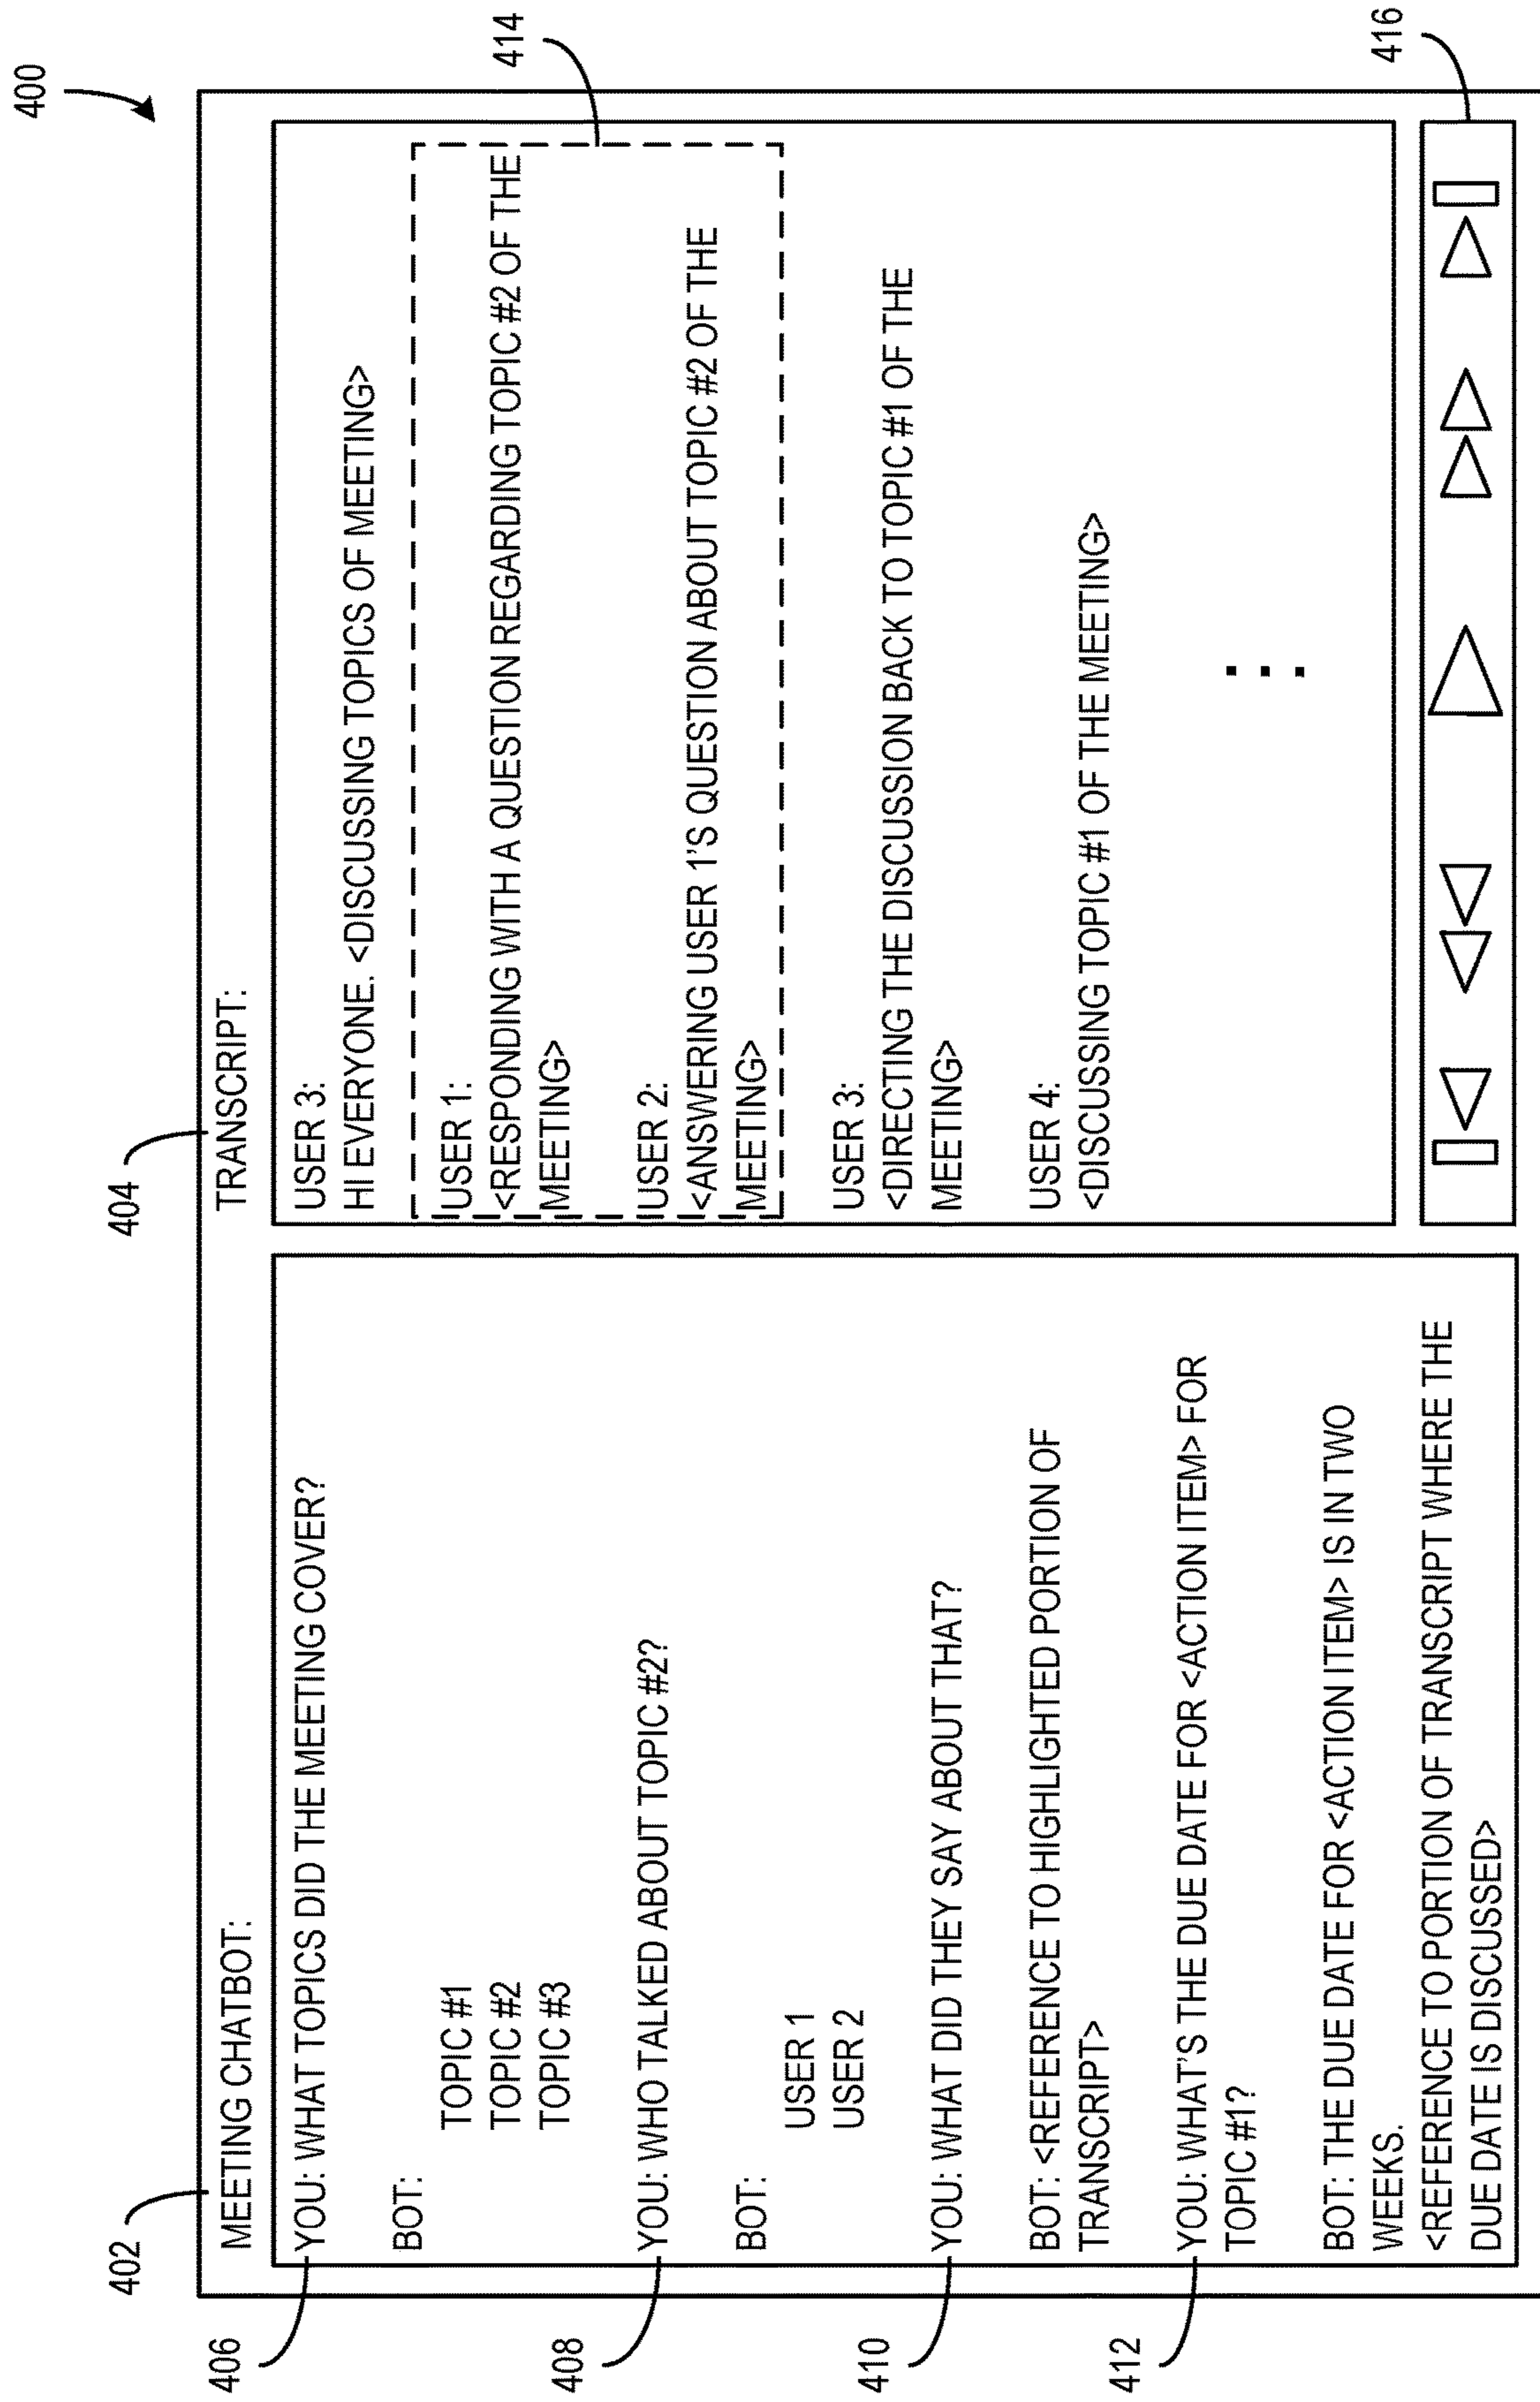 400
402
MEETING CHATBOT:
406
YOU: WHAT TOPICS DID THE MEETING COVER?
BOT:
TOPIC #1
TOPIC #2
TOPIC #3
408
YOU: WHO TALKED ABOUT TOPIC #2?
BOT:
USER 1
USER 2
410
YOU: WHAT DID THEY SAY ABOUT THAT?
BOT: <REFERENCE TO HIGHLIGHTED PORTION OF
TRANSCRIPT>
412
YOU: WHAT'S THE DUE DATE FOR <ACTION ITEM> FOR
TOPIC #1?
BOT: THE DUE DATE FOR <ACTION ITEM> IS IN TWO
WEEKS.
<REFERENCE TO PORTION OF TRANSCRIPT WHERE THE
DUE DATE IS DISCUSSED>
404
TRANSCRIPT:
USER 3:
HI EVERYONE. <DISCUSSING TOPICS OF MEETING>
414
USER 1:
<RESPONDING WITH A QUESTION REGARDING TOPIC #2 OF THE
MEETING>
USER 2:
<ANSWERING USER 1'S QUESTION ABOUT TOPIC #2 OF THE
MEETING>
USER 3:
<DIRECTING THE DISCUSSION BACK TO TOPIC #1 OF THE
MEETING>
USER 4:
<DISCUSSING TOPIC #1 OF THE MEETING>
416